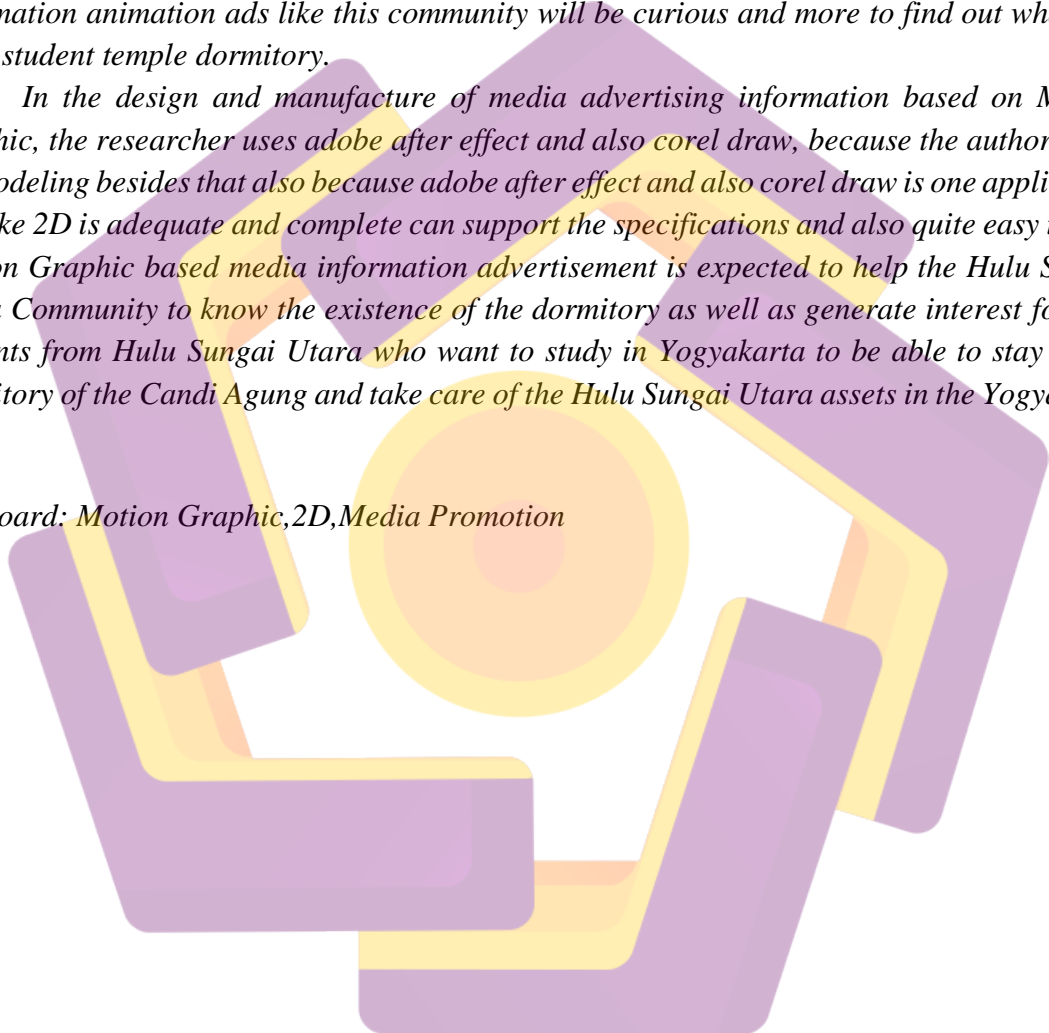 mation animation ads like this community will be curious and more to find out wh
student temple dormitory.
In the design and manufacture of media advertising information based on M
hic, the researcher uses adobe after effect and also corel draw, because the author
odeling besides that also because adobe after effect and also corel draw is one appli
ke 2D is adequate and complete can support the specifications and also quite easy
on Graphic based media information advertisement is expected to help the Hulu S
Community to know the existence of the dormitory as well as generate interest fo
nts from Hulu Sungai Utara who want to study in Yogyakarta to be able to stay
itory of the Candi Agung and take care of the Hulu Sungai Utara assets in the Yogya
oard: Motion Graphic,2D,Media Promotion